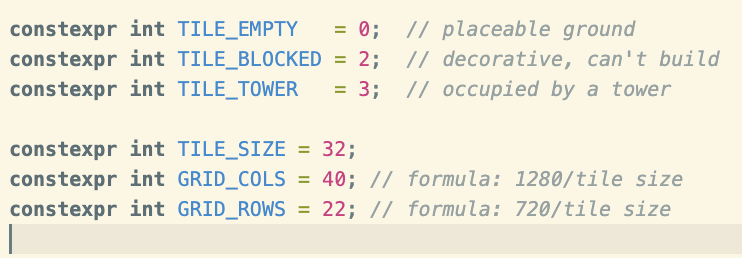 constexpr int TILE_EMPTY   = 0;  // placeable ground
constexpr int TILE_BLOCKED = 2;  // decorative, can't build
constexpr int TILE_TOWER   = 3;  // occupied by a tower

constexpr int TILE_SIZE = 32;
constexpr int GRID_COLS = 40; // formula: 1280/tile size
constexpr int GRID_ROWS = 22; // formula: 720/tile size